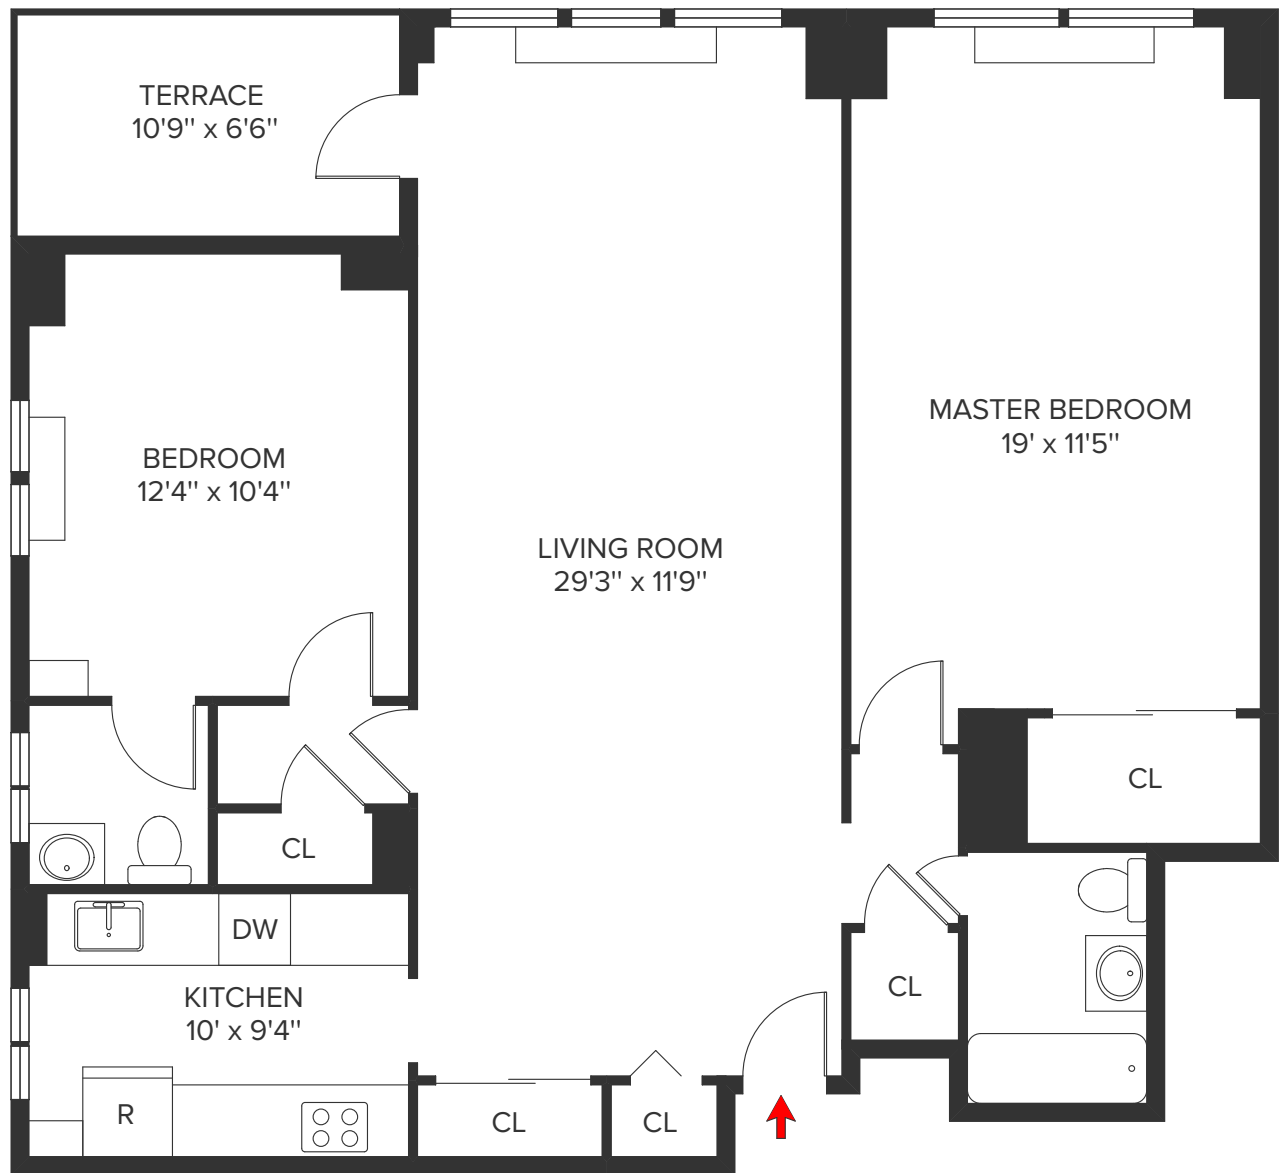 TERRACE
10'9" x 6'6"
MASTER BEDROOM
19' x 11'5"
BEDROOM
12'4" x 10'4"
LIVING ROOM
29'3" x 11'9"
CL
CL
DW
CL
KITCHEN
10' x 9'4"
R
CL
CL